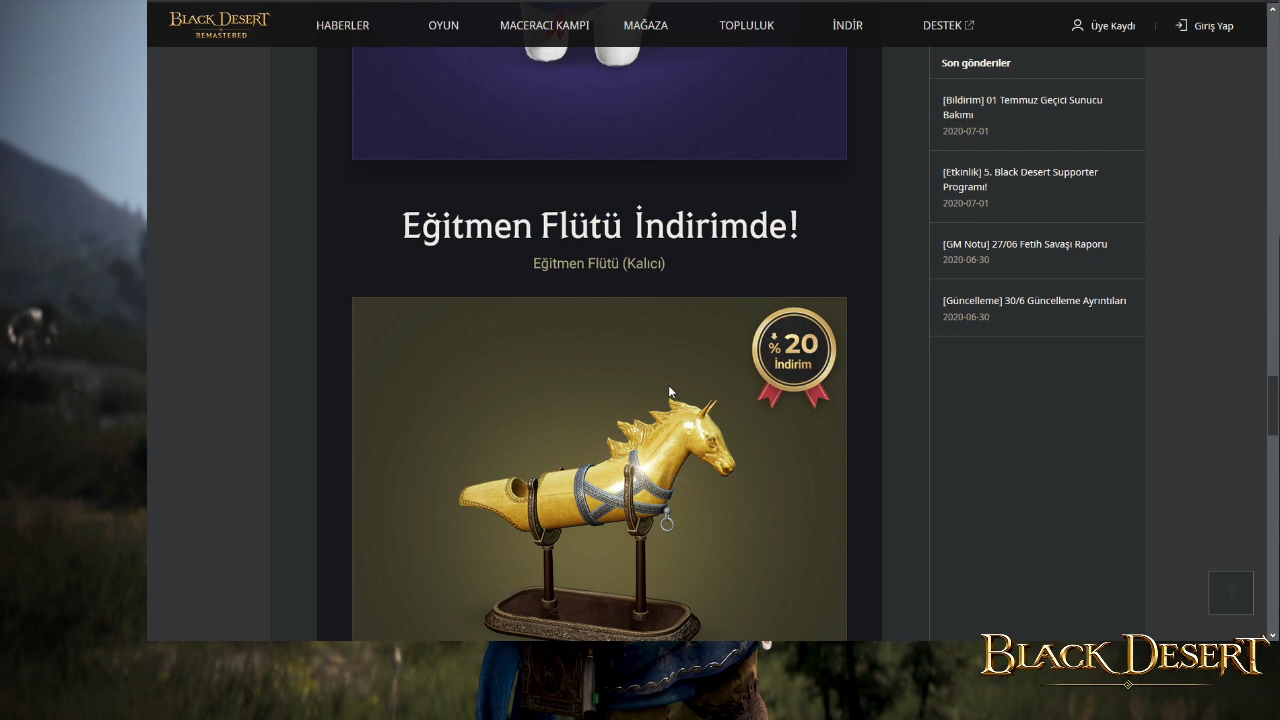 BLACK DESERT
REMASTERED
HABERLER
OYUN
MACERACI KAMPI
MAĞAZA
TOPLULUK
İNDİR
DESTEK
Üye Kaydı
Giriş Yap
Son gönderiler
[Bildirim] 01 Temmuz Geçici Sunucu
Bakımı
2020-07-01
[Etkinlik] 5. Black Desert Supporter
Programı!
2020-07-01
[GM Notu] 27/06 Fetih Savaşı Raporu
2020-06-30
[Güncelleme] 30/6 Güncelleme Ayrıntıları
2020-06-30
Eğitmen Flütü İndirimde!
Eğitmen Flütü (Kalıcı)
% 20
İndirim
BLACK DESERT